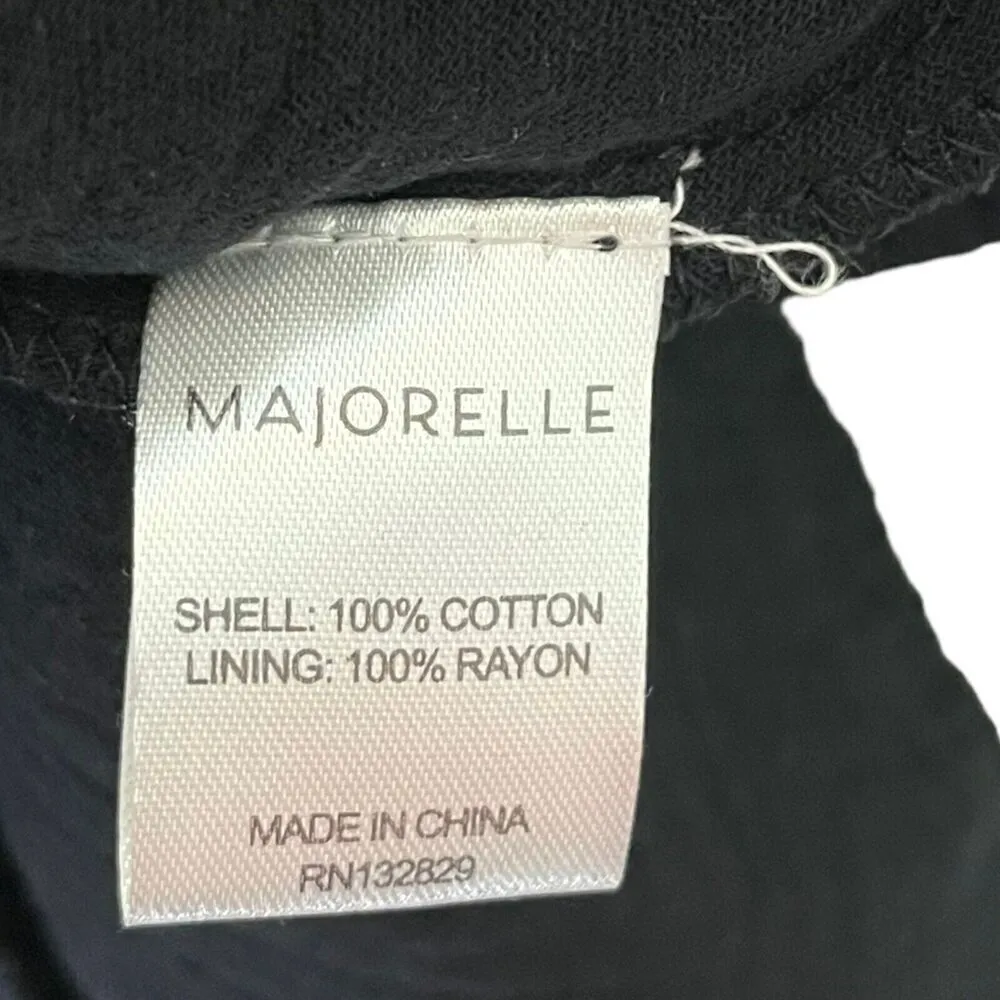 MAJORELLE
SHELL: 100% COTTON
LINING: 100% RAYON
MADE IN CHINA
RN132829